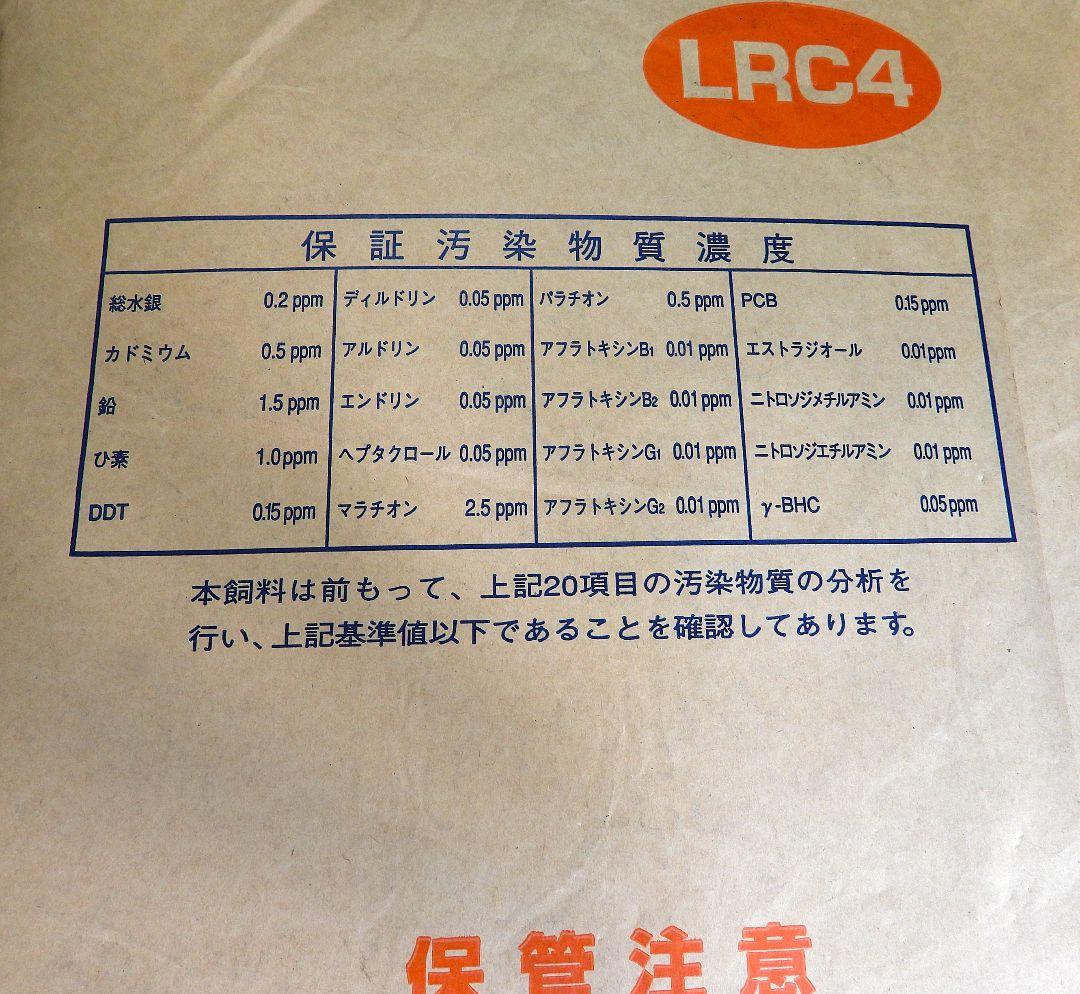 LRC4
保証汚染物質濃度
総水銀 0.2 ppm ディルドリン 0.05 ppm パラチオン 0.5 ppm PCB 0.15 ppm
カドミウム 0.5 ppm アルドリン 0.05 ppm アフラトキシンB1 0.01 ppm エストラジオール 0.01 ppm
鉛 1.5 ppm エンドリン 0.05 ppm アフラトキシンB2 0.01 ppm ニトロソジメチルアミン 0.01 ppm
ひ素 1.0 ppm ヘプタクロール 0.05 ppm アフラトキシンG1 0.01 ppm ニトロソジエチルアミン 0.01 ppm
DDT 0.15 ppm マラチオン 2.5 ppm アフラトキシンG2 0.01 ppm γ-BHC 0.05 ppm
本飼料は前もって、上記20項目の汚染物質の分析を
行い、上記基準値以下であることを確認してあります。
保管注意